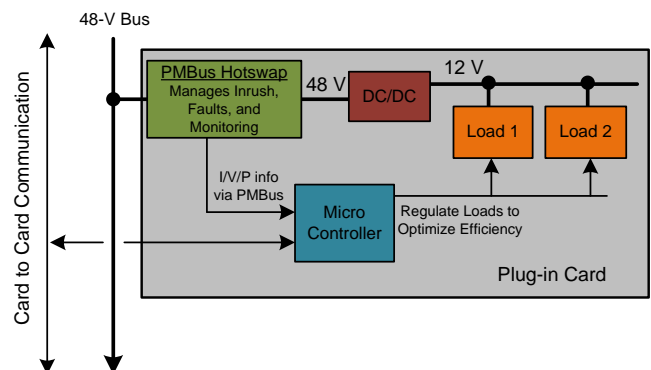 48-V Bus
Card to Card Communication
PMBus Hotswap
Manages Inrush,
Faults, and
Monitoring
48 V
DC/DC
12 V
Load 1
Load 2
I/V/P info
via PMBus
Micro
Controller
Regulate Loads to
Optimize Efficiency
Plug-in Card